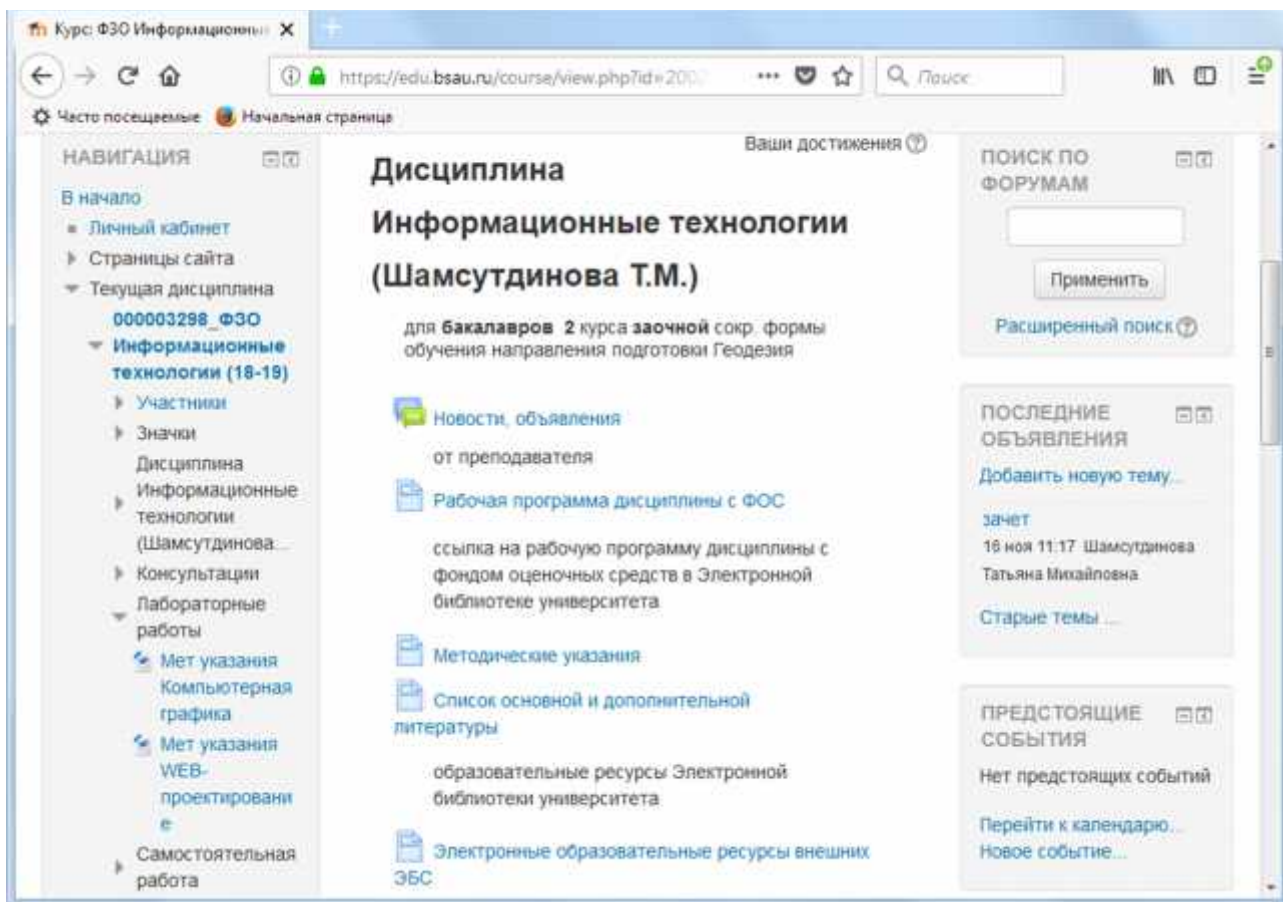 Курс: ФЗО Информационны
https://edu.bsau.ru/course/view.php?id=200
Поиск
Часто посещаемые
Начальная страница
НАВИГАЦИЯ
В начало
Личный кабинет
Страницы сайта
Текущая дисциплина
000003298_ФЗО
Информационные
технологии (18-19)
Участники
Значки
Дисциплина
Информационные
технологии
(Шамсутдинова...
Консультации
Лабораторные
работы
Мет указания
Компьютерная
графика
Мет указания
WEB-
проектировани
е
Самостоятельная
работа
Ваши достижения
Дисциплина
Информационные технологии
(Шамсутдинова Т.М.)
для бакалавров 2 курса заочной сокр. формы
обучения направления подготовки Геодезия
Новости, объявления
от преподавателя
Рабочая программа дисциплины с ФОС
ссылка на рабочую программу дисциплины с
фондом оценочных средств в Электронной
библиотеке университета
Методические указания
Список основной и дополнительной
литературы
образовательные ресурсы Электронной
библиотеки университета
Электронные образовательные ресурсы внешних
ЭБС
ПОИСК ПО
ФОРУМАМ
Применить
Расширенный поиск
ПОСЛЕДНИЕ
ОБЪЯВЛЕНИЯ
Добавить новую тему...
зачет
16 ноя 11:17 Шамсутдинова
Татьяна Михайловна
Старые темы ...
ПРЕДСТОЯЩИЕ
СОБЫТИЯ
Нет предстоящих событий
Перейти к календарю...
Новое событие...